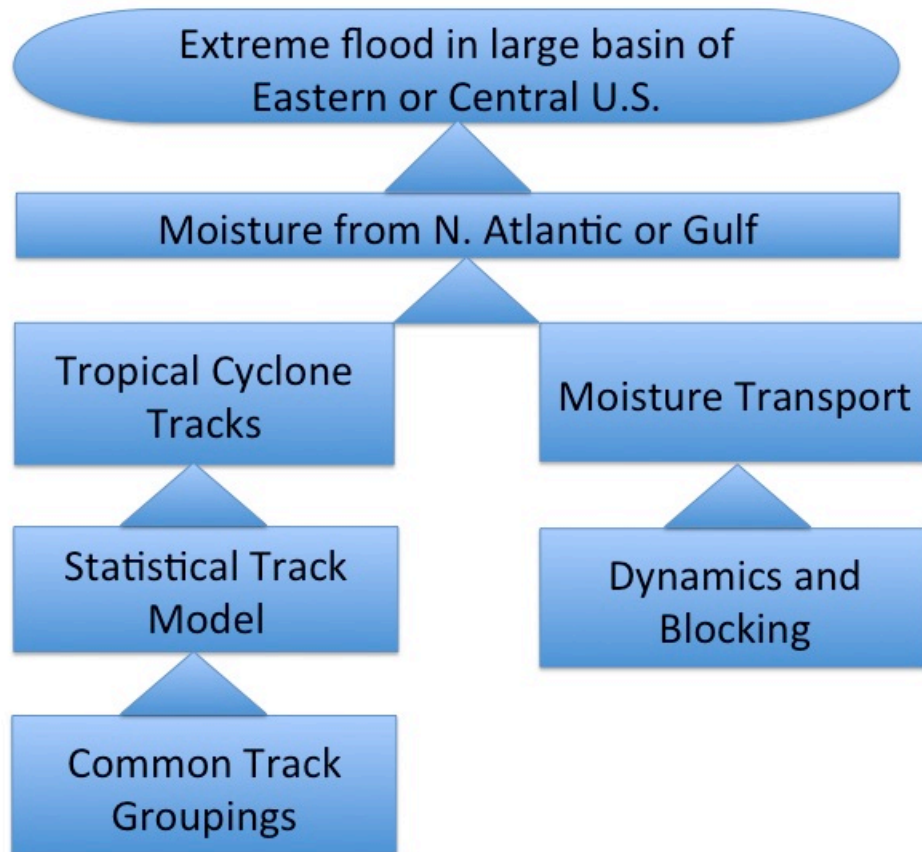 Extreme flood in large basin of
Eastern or Central U.S.
Moisture from N. Atlantic or Gulf
Tropical Cyclone
Tracks
Moisture Transport
Statistical Track
Model
Dynamics and
Blocking
Common Track
Groupings